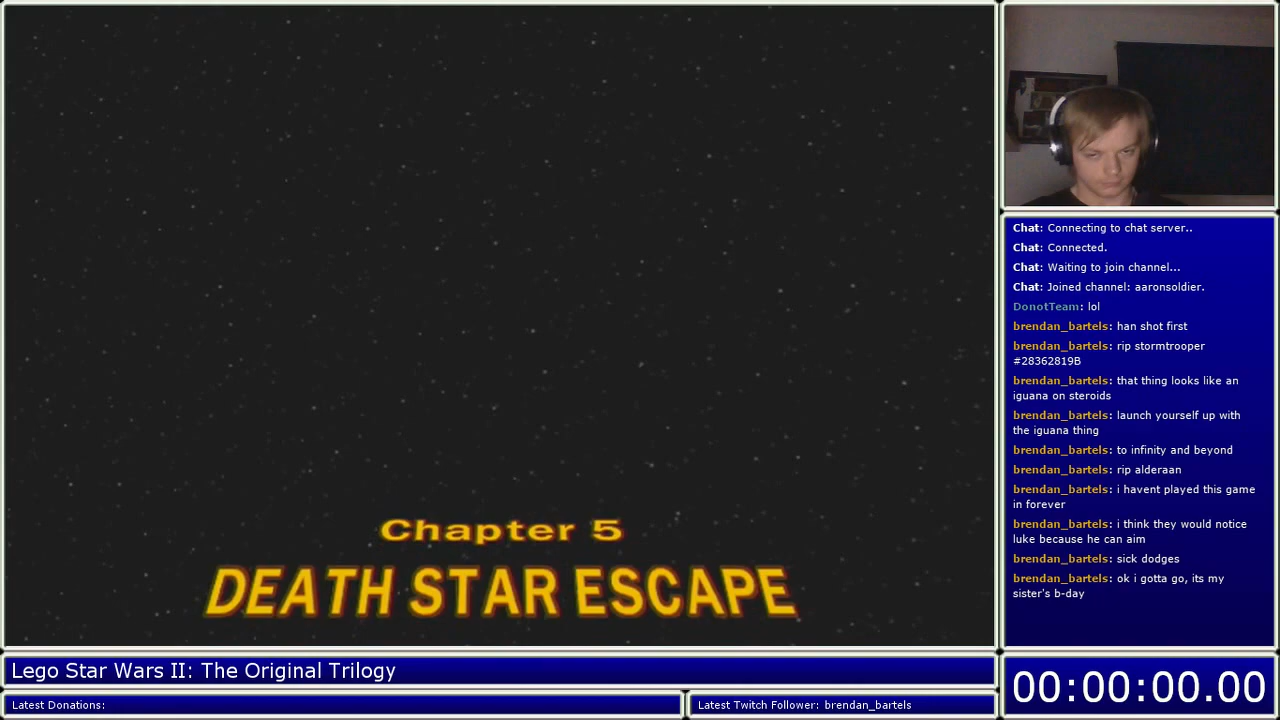 Chapter 5
DEATH STAR ESCAPE
Chat: Connecting to chat server..
Chat: Connected.
Chat: Waiting to join channel...
Chat: Joined channel: aaronsoldier.
DonotTeam: lol
brendan_bartels: han shot first
brendan_bartels: rip stormtrooper
#28362819B
brendan_bartels: that thing looks like an
iguana on steroids
brendan_bartels: launch yourself up with
the iguana thing
brendan_bartels: to infinity and beyond
brendan_bartels: rip alderaan
brendan_bartels: i havent played this game
in forever
brendan_bartels: i think they would notice
luke because he can aim
brendan_bartels: sick dodges
brendan_bartels: ok i gotta go, its my
sister's b-day
Lego Star Wars II: The Original Trilogy
Latest Donations:
Latest Twitch Follower: brendan_bartels
00:00:00.00